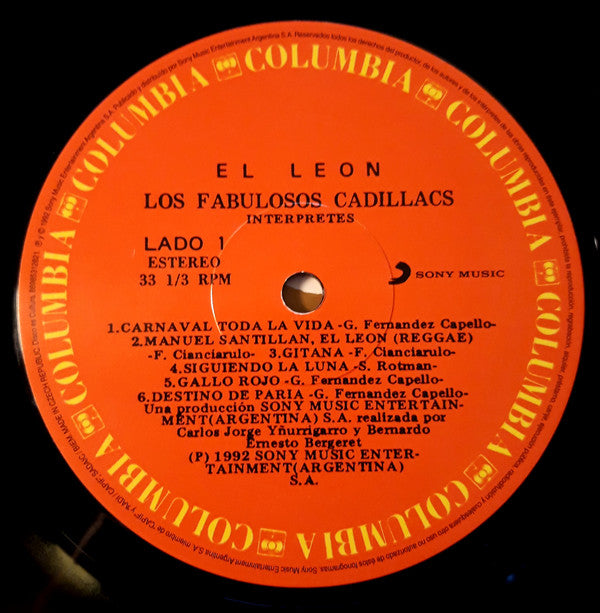 EL LEON
LOS FABULOSOS CADILLACS
INTERPRETES
LADO 1
ESTEREO
33 1/3 RPM
SONY MUSIC
1.CARNAVAL TODA LA VIDA -G. Fernandez Capello-
2.MANUEL SANTILLAN, EL LEON (REGGAE)
-F. Cianciarulo- 3.GITANA -F. Cianciarulo-
4.SIGUIENDO LA LUNA -S. Rotman-
5.GALLO ROJO -G. Fernandez Capello-
6.DESTINO DE PARIA -G. Fernandez Capello-
Una producción SONY MUSIC ENTERTAIN-
MENT(ARGENTINA) S.A. realizada por
Carlos Jorge Yñurrigarro y Bernardo
Ernesto Bergeret
(P) 1992 SONY MUSIC ENTER-
TAINMENT(ARGENTINA)
S.A.
COLUMBIA
COLUMBIA
COLUMBIA
COLUMBIA
COLUMBIA
COLUMBIA
COLUMBIA
COLUMBIA